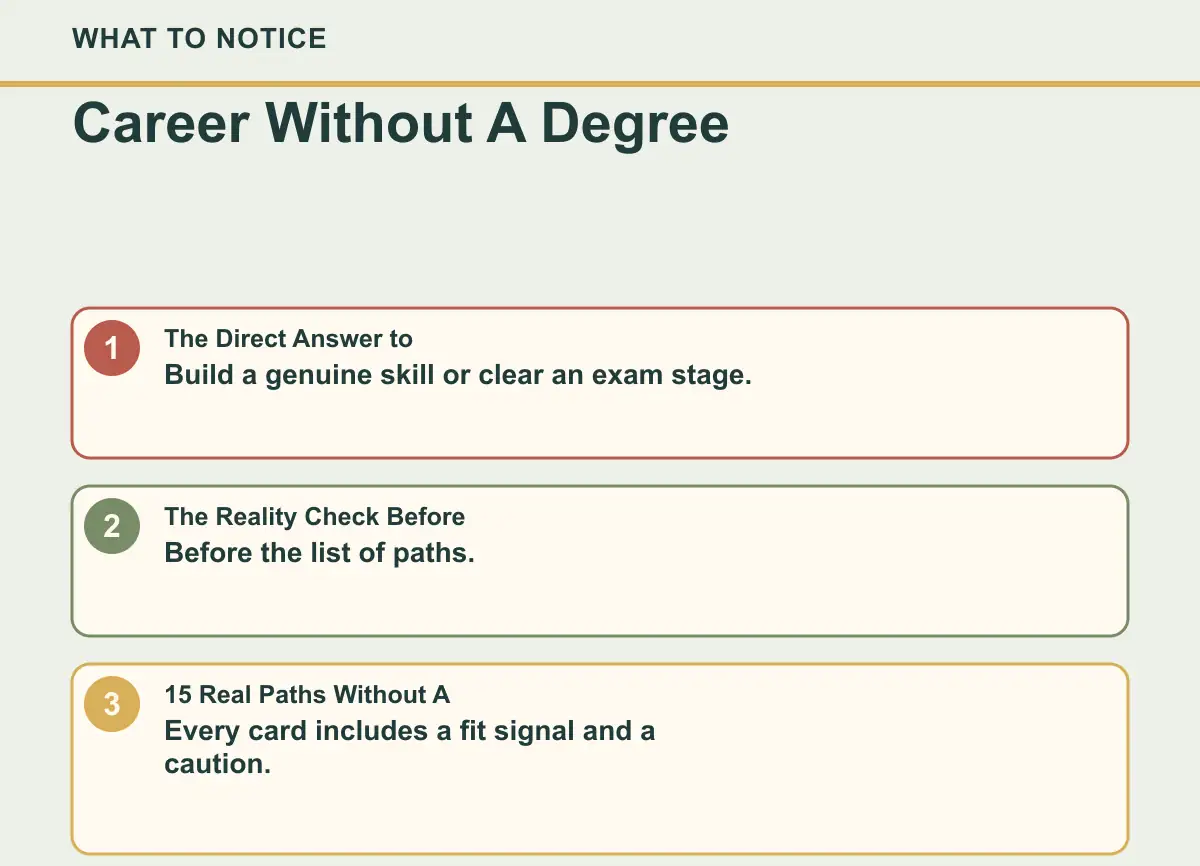 WHAT TO NOTICE
Career Without A Degree
1
The Direct Answer to
Build a genuine skill or clear an exam stage.
2
The Reality Check Before
Before the list of paths.
3
15 Real Paths Without A
Every card includes a fit signal and a
caution.